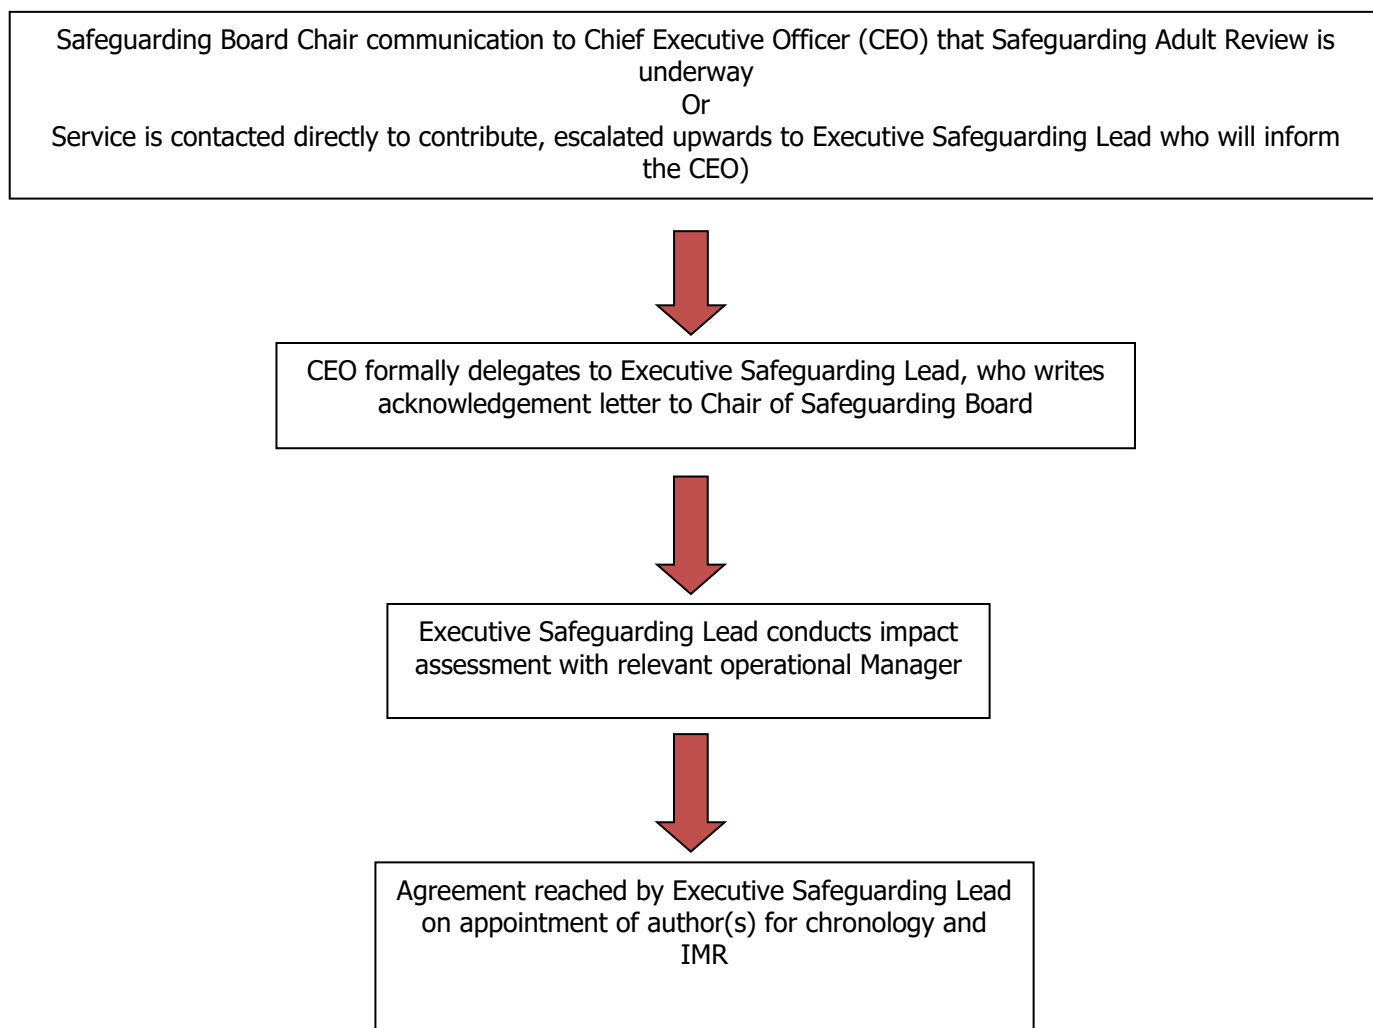 Safeguarding Board Chair communication to Chief Executive Officer (CEO) that Safeguarding Adult Review is
underway
Or
Service is contacted directly to contribute, escalated upwards to Executive Safeguarding Lead who will inform
the CEO)
CEO formally delegates to Executive Safeguarding Lead, who writes
acknowledgement letter to Chair of Safeguarding Board
Executive Safeguarding Lead conducts impact
assessment with relevant operational Manager
Agreement reached by Executive Safeguarding Lead
on appointment of author(s) for chronology and
IMR